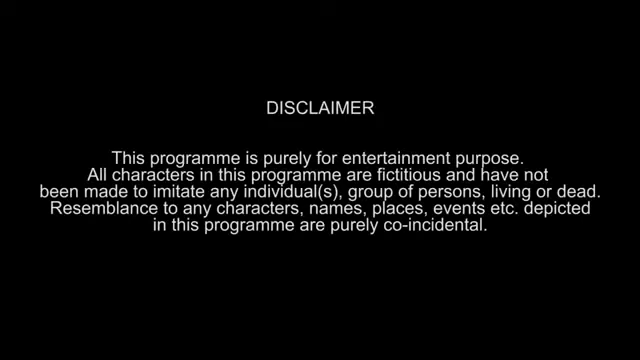 DISCLAIMER
This programme is purely for entertainment purpose.
All characters in this programme are fictitious and have not
been made to imitate any individual(s), group of persons, living or dead.
Resemblance to any characters, names, places, events etc. depicted
in this programme are purely co-incidental.